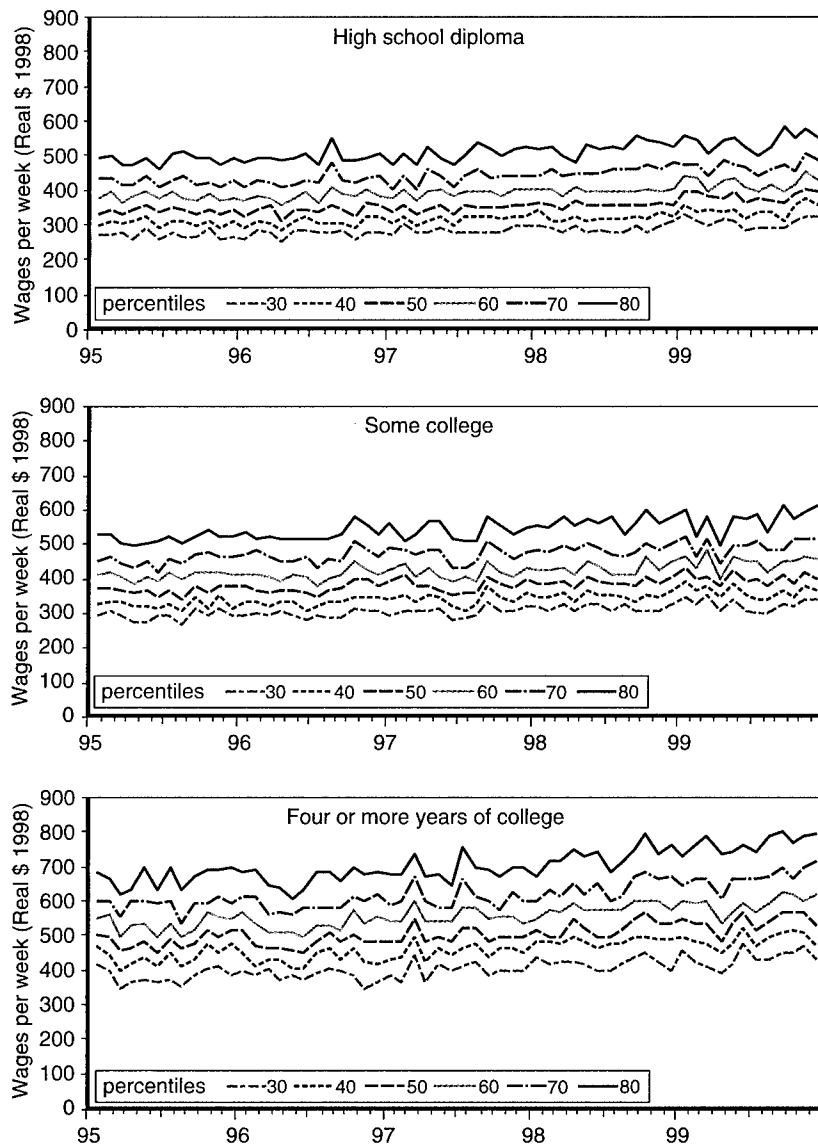 High school diploma
Wages per week (Real $ 1998)
900
800
700
600
500
400
300
200
100
0
percentiles 30 40 50 60 70 80
95 96 97 98 99
Some college
Wages per week (Real $ 1998)
900
800
700
600
500
400
300
200
100
0
percentiles 30 40 50 60 70 80
95 96 97 98 99
Four or more years of college
Wages per week (Real $ 1998)
900
800
700
600
500
400
300
200
100
0
percentiles 30 40 50 60 70 80
95 96 97 98 99